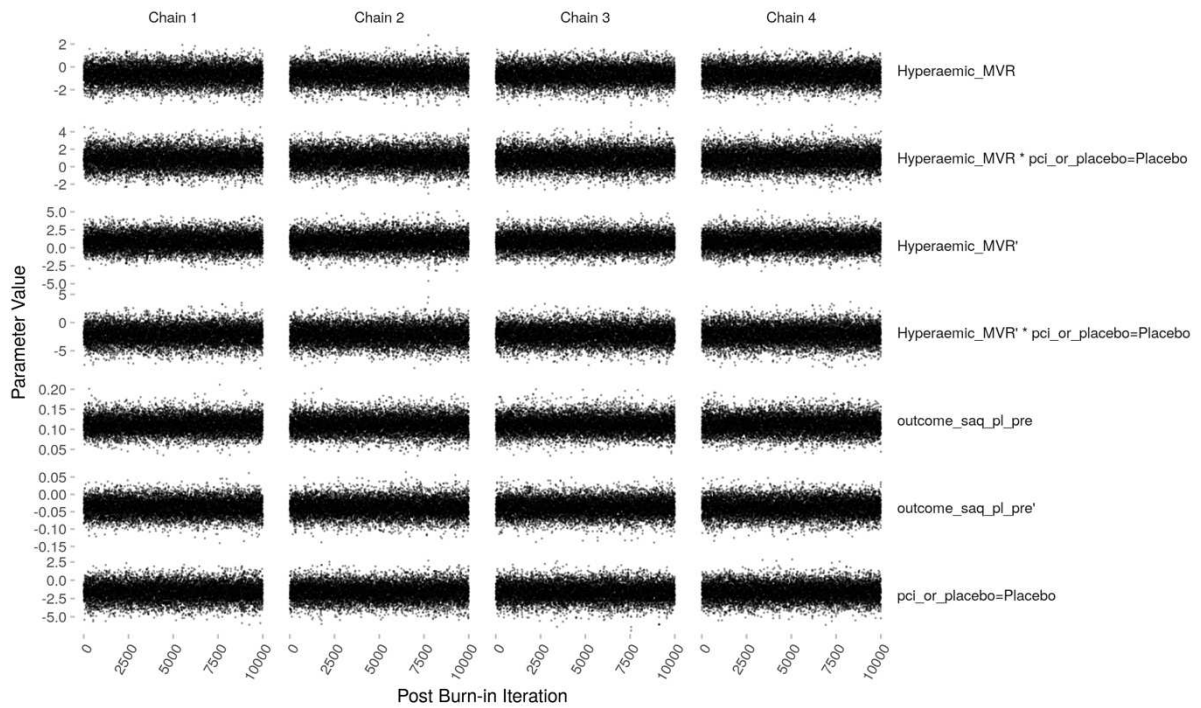 Chain 1 Chain 2 Chain 3 Chain 4
2
0
-2
Hyperaemic_MVR
4
2
0
-2
Hyperaemic_MVR * pci_or_placebo=Placebo
5.0
2.5
0.0
-2.5
-5.0
Hyperaemic_MVR'
5
0
-5
Hyperaemic_MVR' * pci_or_placebo=Placebo
Parameter Value
0.20
0.15
0.10
0.05
outcome_saq_pl_pre
0.05
0.00
-0.05
-0.10
-0.15
outcome_saq_pl_pre'
2.5
0.0
-2.5
-5.0
pci_or_placebo=Placebo
0 2500 5000 7500 10000 0 2500 5000 7500 10000 0 2500 5000 7500 10000 0 2500 5000 7500 10000
Post Burn-in Iteration